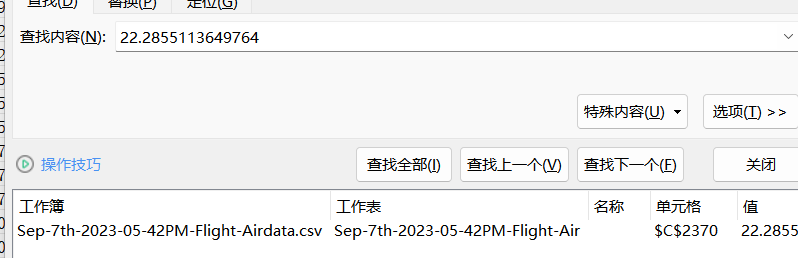 查找(D) 替换(P) 定位(G)
查找内容(N): 22.2855113649764
特殊内容(U) 选项(T) >>
操作技巧 查找全部(I) 查找上一个(V) 查找下一个(F) 关闭
工作簿 工作表 名称 单元格 值
Sep-7th-2023-05-42PM-Flight-Airdata.csv Sep-7th-2023-05-42PM-Flight-Air $C$2370 22.2855